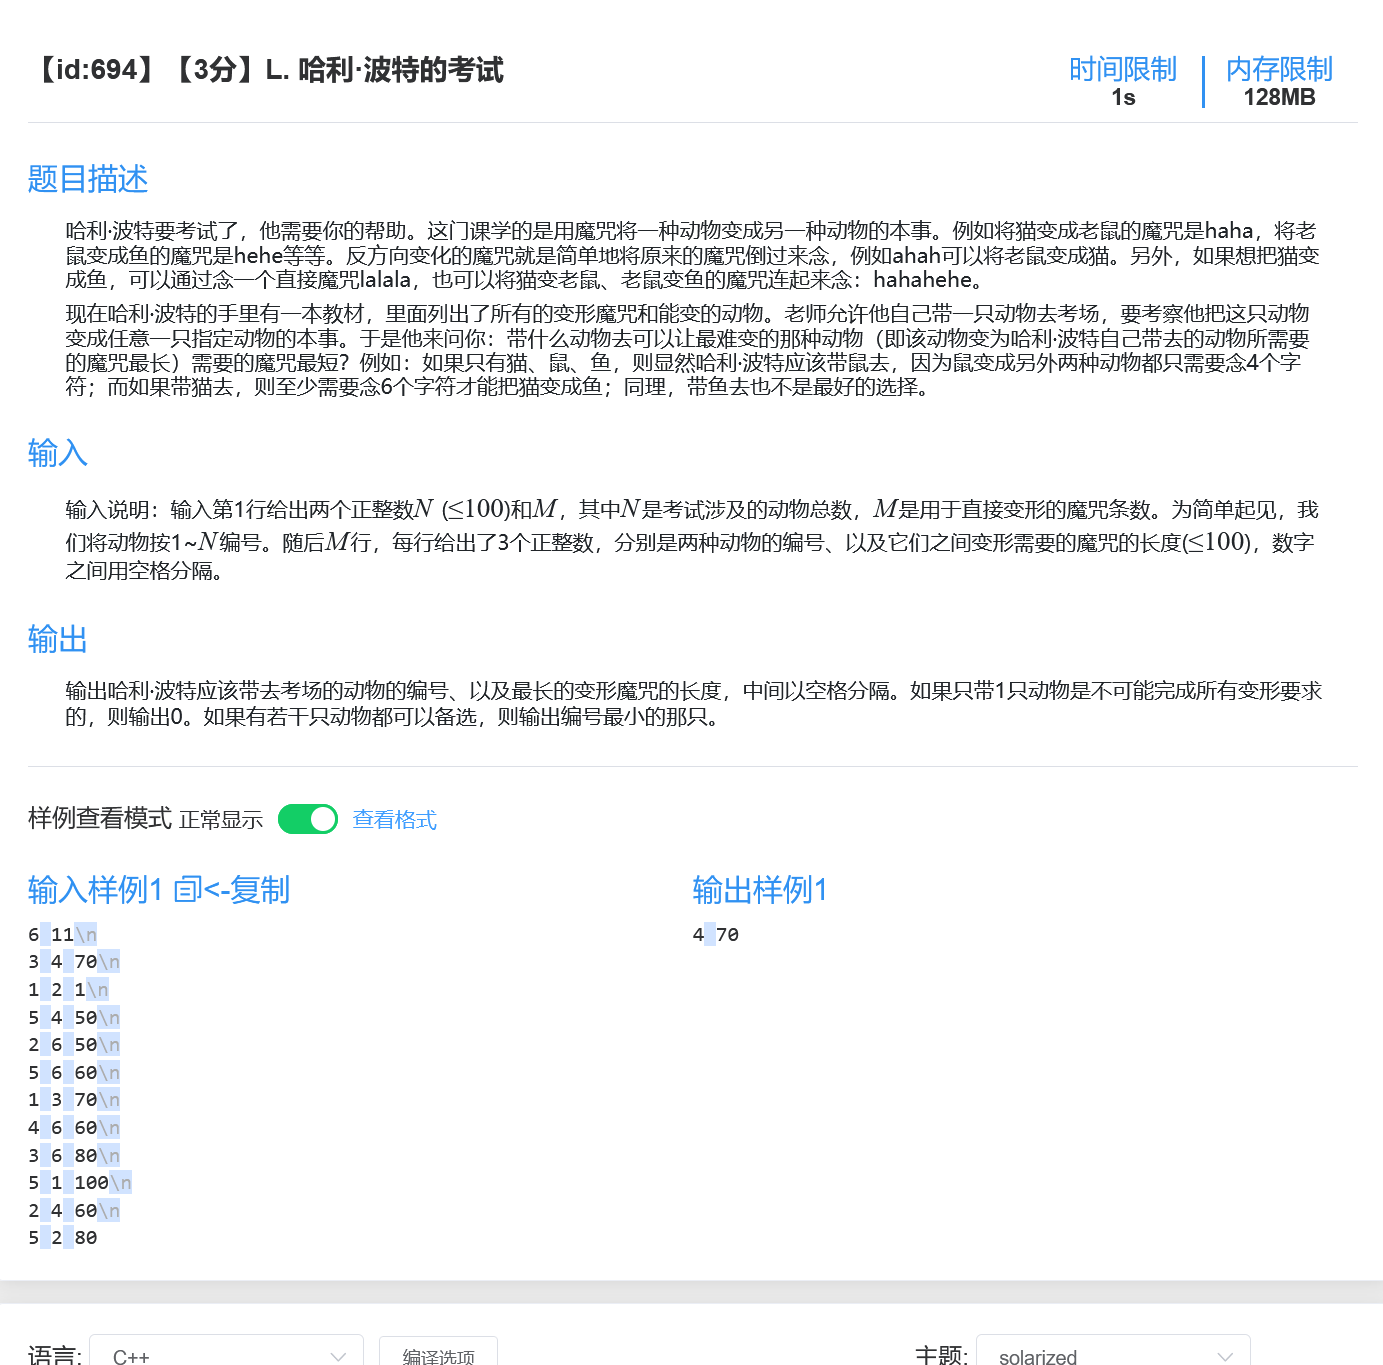 【id:694】【3分】L. 哈利·波特的考试
时间限制
1s
内存限制
128MB
题目描述
哈利·波特要考试了，他需要你的帮助。这门课学的是用魔咒将一种动物变成另一种动物的本事。例如将猫变成老鼠的魔咒是haha，将老
鼠变成鱼的魔咒是hehe等等。反方向变化的魔咒就是简单地将原来的魔咒倒过来念，例如ahah可以将老鼠变成猫。另外，如果想把猫变
成鱼，可以通过念一个直接魔咒lalala，也可以将猫变老鼠、老鼠变鱼的魔咒连起来念：hahahehe。
现在哈利·波特的手里有一本教材，里面列出了所有的变形魔咒和能变的动物。老师允许他自己带一只动物去考场，要考察他把这只动物
变成任意一只指定动物的本事。于是他来问你：带什么动物去可以让最难变的那种动物（即该动物变为哈利·波特自己带去的动物所需要
的魔咒最长）需要的魔咒最短？例如：如果只有猫、鼠、鱼，则显然哈利·波特应该带鼠去，因为鼠变成另外两种动物都只需要念4个字
符；而如果带猫去，则至少需要念6个字符才能把猫变成鱼；同理，带鱼去也不是最好的选择。
输入
输入说明：输入第1行给出两个正整数N (≤100)和M，其中N是考试涉及的动物总数，M是用于直接变形的魔咒条数。为简单起见，我
们将动物按1~N编号。随后M行，每行给出了3个正整数，分别是两种动物的编号、以及它们之间变形需要的魔咒的长度(≤100)，数字
之间用空格分隔。
输出
输出哈利·波特应该带去考场的动物的编号、以及最长的变形魔咒的长度，中间以空格分隔。如果只带1只动物是不可能完成所有变形要求
的，则输出0。如果有若干只动物都可以备选，则输出编号最小的那只。
样例查看模式 正常显示 查看格式
输入样例1 <-复制
6 11\n
3 4 70\n
1 2 1\n
5 4 50\n
2 6 50\n
5 6 60\n
1 3 70\n
4 6 60\n
3 6 80\n
5 1 100\n
2 4 60\n
5 2 80
输出样例1
4 70
语言: C++ 编译选项 主题: solarized